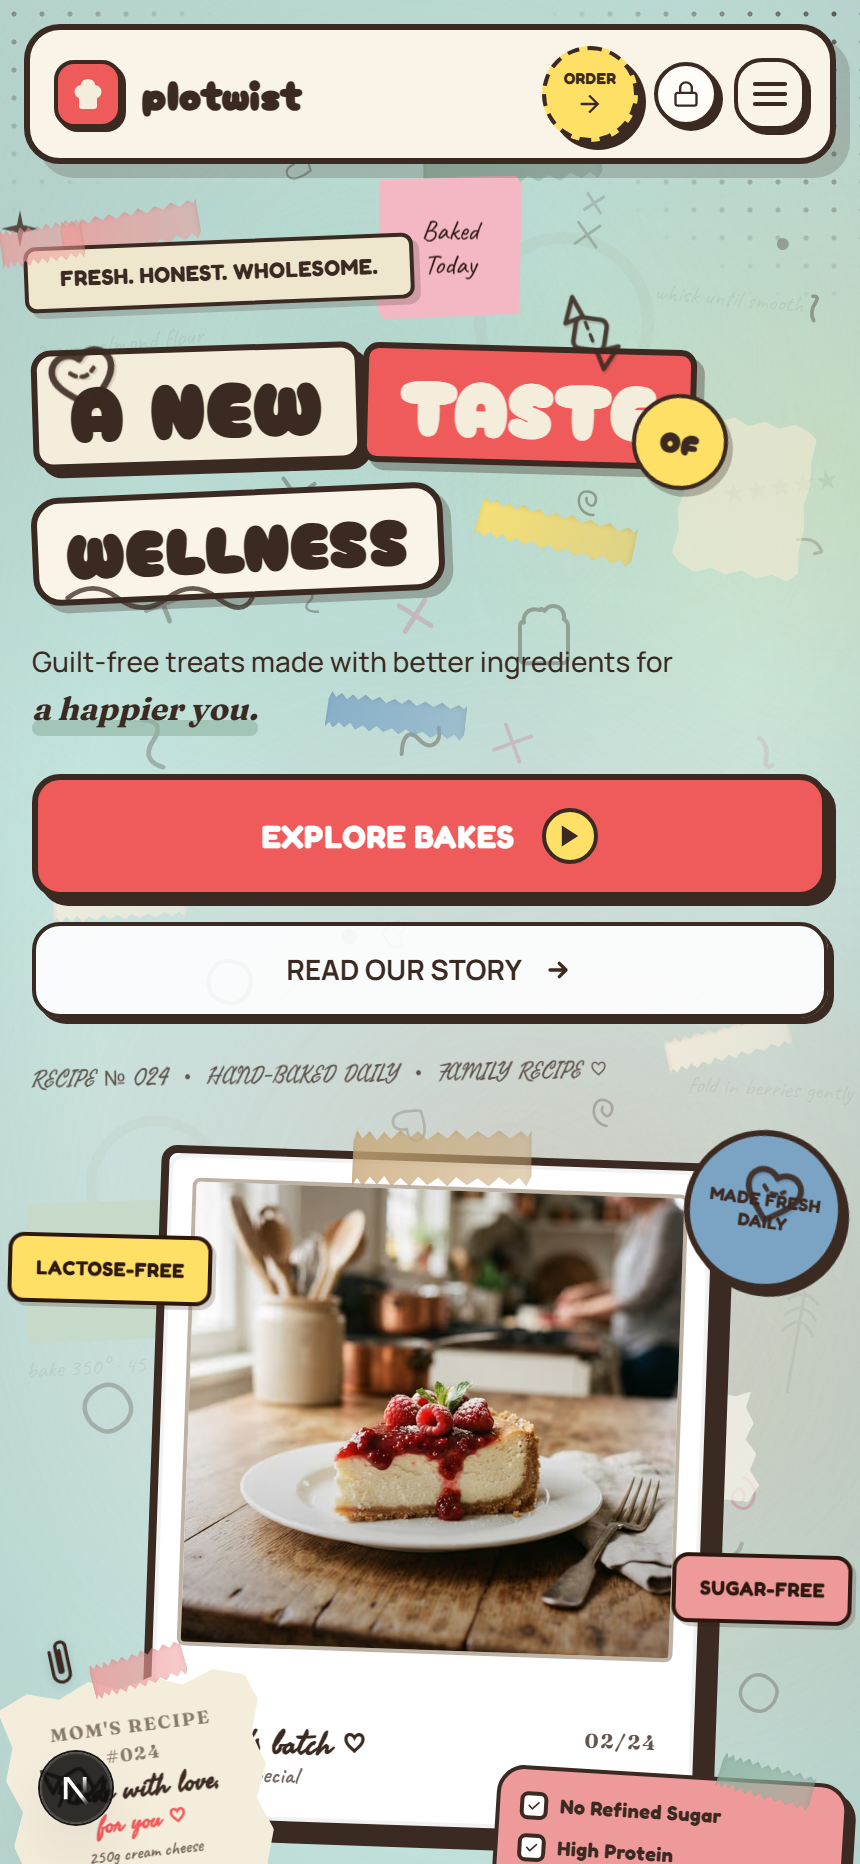 plotwist
ORDER
Baked
Today
FRESH. HONEST. WHOLESOME.
whisk until smooth
almond flour
A NEW
TASTE
OF
WELLNESS
Guilt-free treats made with better ingredients for
a happier you.
EXPLORE BAKES
READ OUR STORY
RECIPE № 024 • HAND-BAKED DAILY • FAMILY RECIPE
fold in berries gently
MADE FRESH
DAILY
LACTOSE-FREE
bake 350° · 45
SUGAR-FREE
MOM'S RECIPE
#024
with love,
for you
250g cream cheese
batch
02/24
No Refined Sugar
High Protein
N